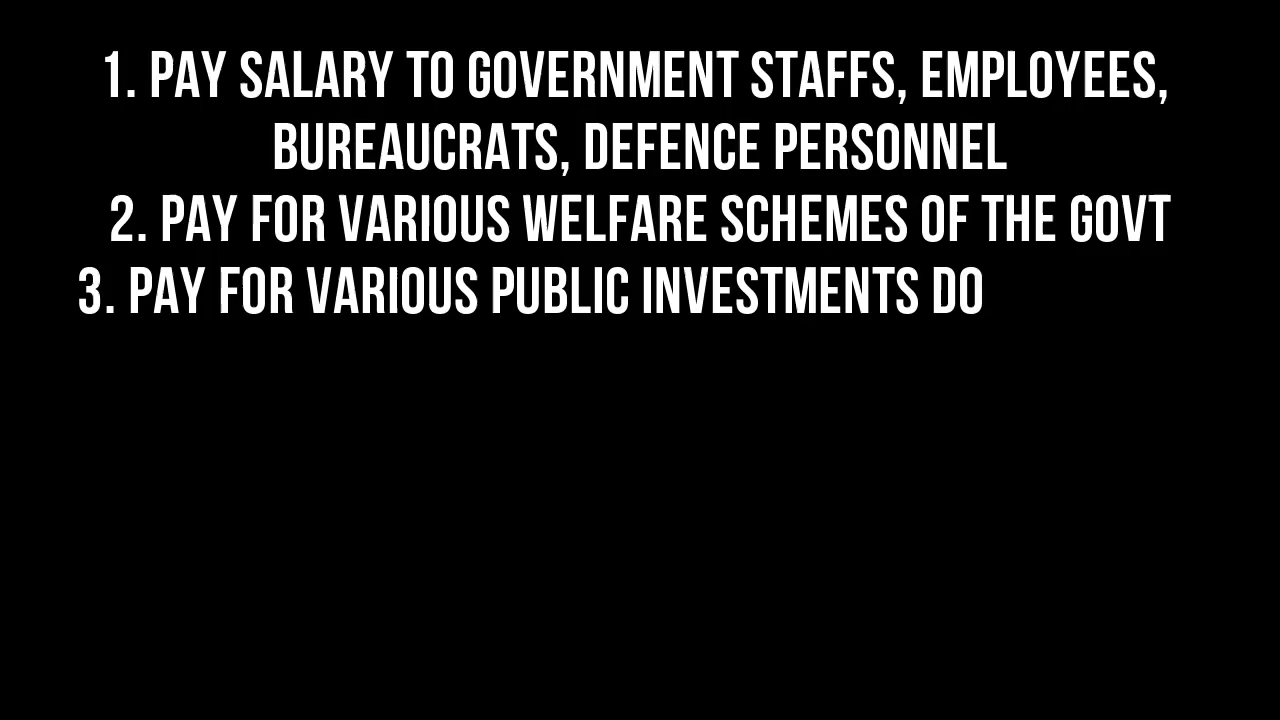 1. PAY SALARY TO GOVERNMENT STAFFS, EMPLOYEES,
BUREAUCRATS, DEFENCE PERSONNEL
2. PAY FOR VARIOUS WELFARE SCHEMES OF THE GOVT
3. PAY FOR VARIOUS PUBLIC INVESTMENTS DO